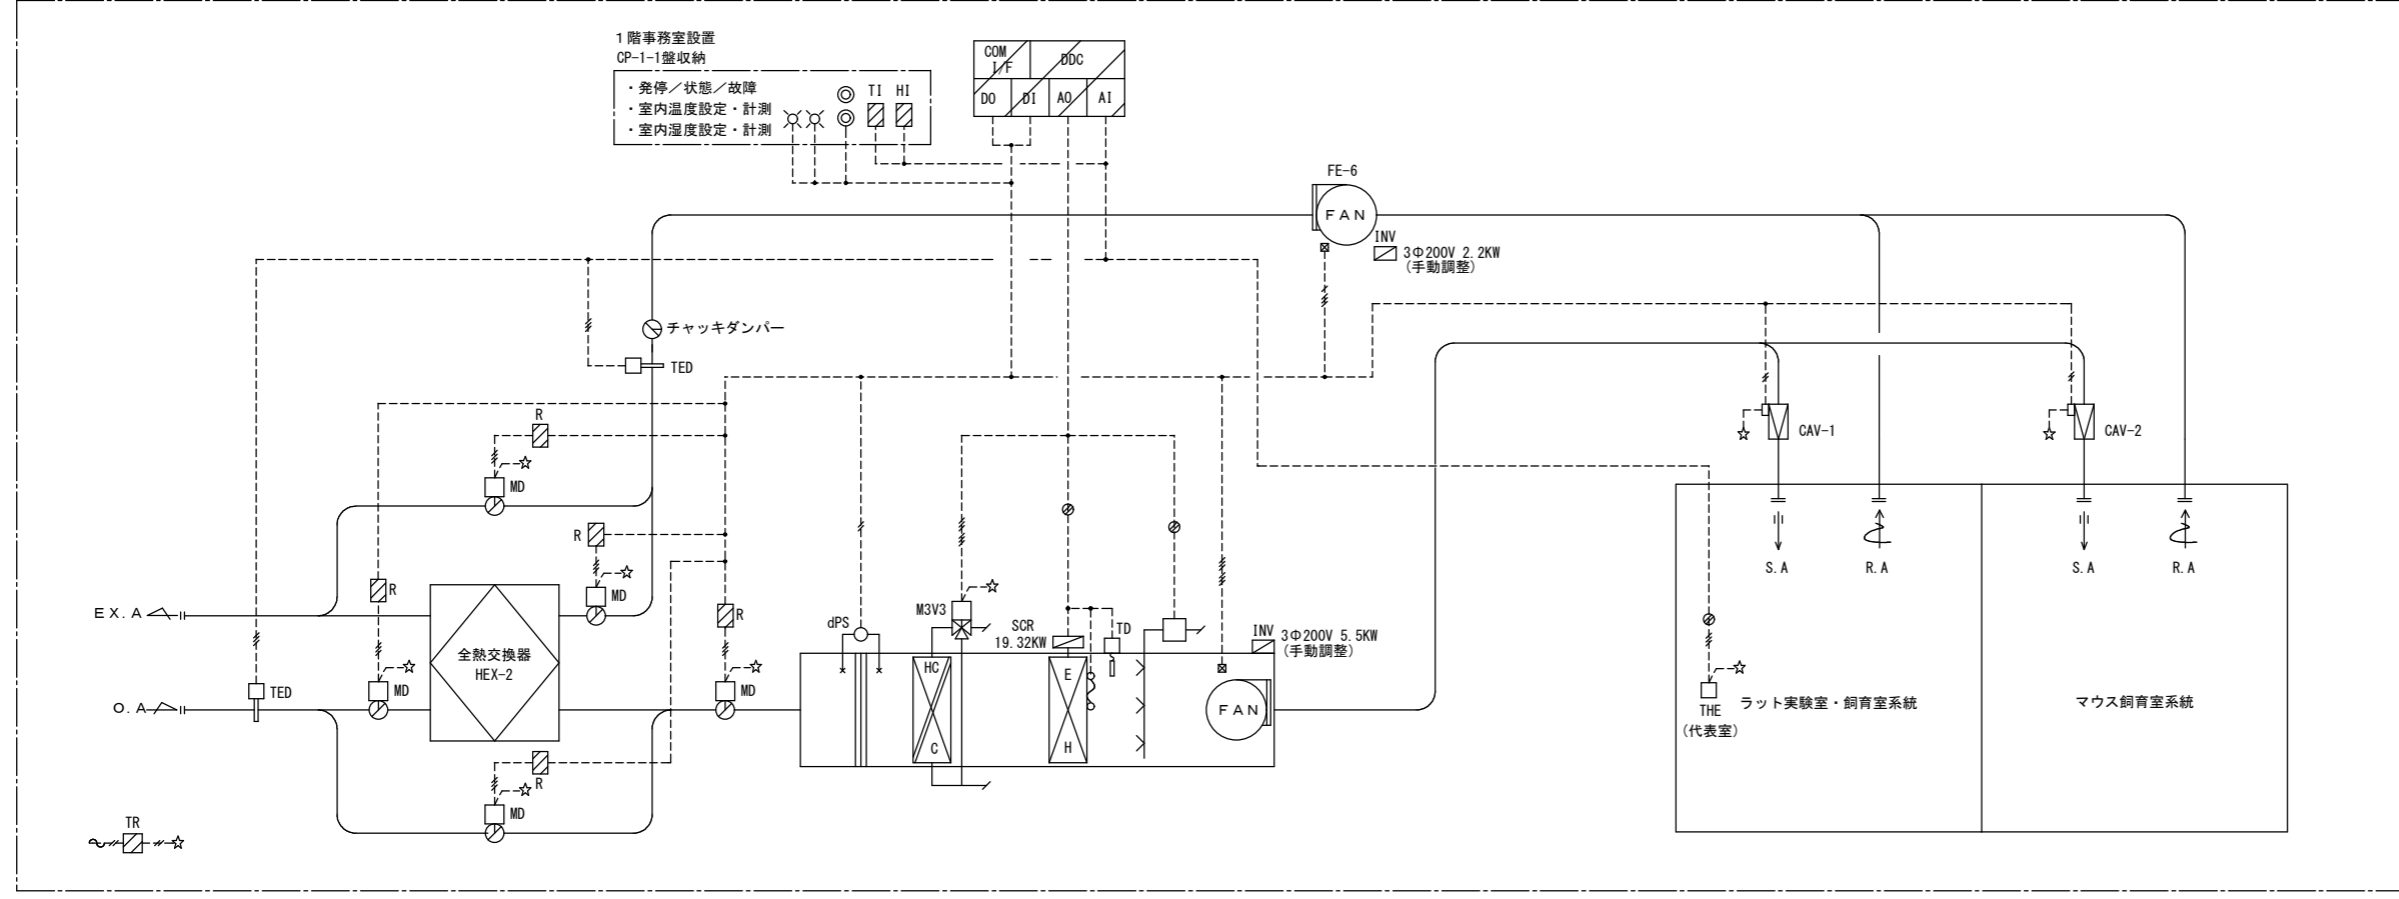 １階事務室設置
CP-1-1盤収納
・発停／状態／故障
・室内温度設定・計測
・室内湿度設定・計測
TI HI
COM
I/F
DDC
DO DI AO AI
FE-6
FAN
INV
3Φ200V 2.2KW
(手動調整)
チャッキダンパー
TED
R
MD
CAV-1
CAV-2
R
MD
S.A
R.A
S.A
R.A
R
EX.A
R
M3V3
dPS
SCR
19.32KW
TD
INV
3Φ200V 5.5KW
(手動調整)
全熱交換器
HEX-2
HC
E
TED
MD
MD
O.A
FAN
THE
(代表室)
ラット実験室・飼育室系統
マウス飼育室系統
C
H
R
MD
TR